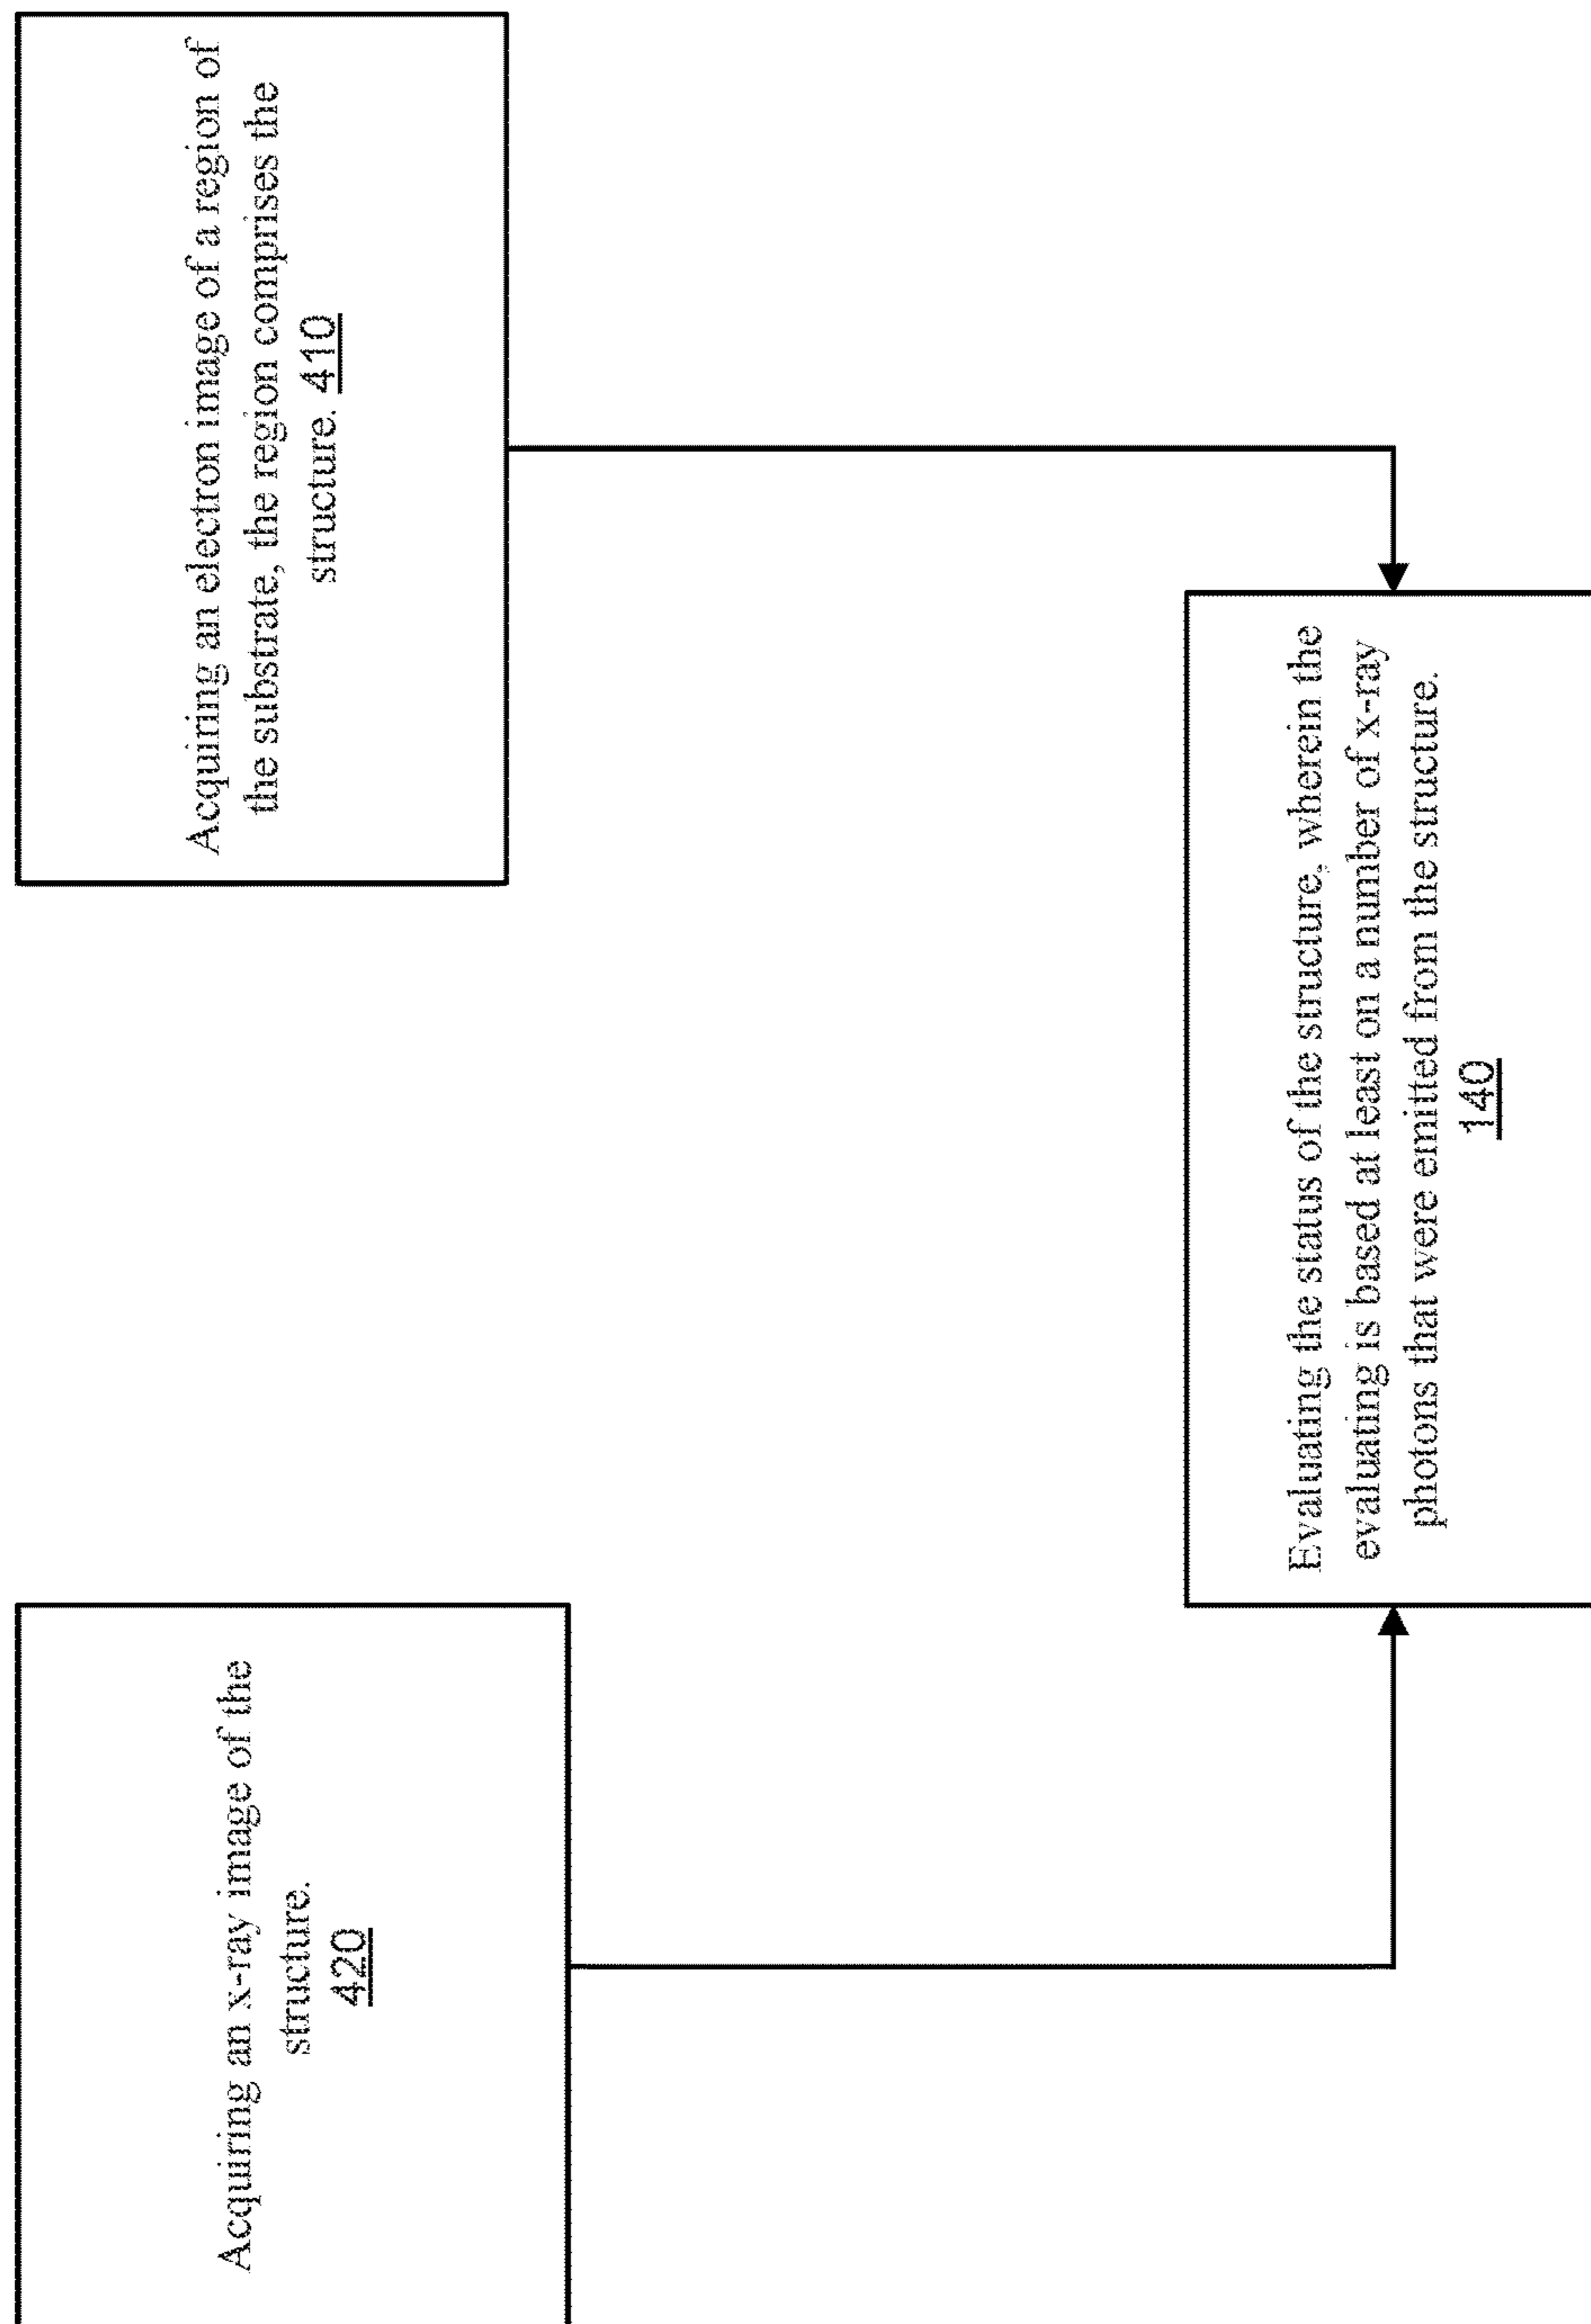 Acquiring an x-ray image of the
structure.
420
Acquiring an electron image of a region of
the substrate, the region comprises the
structure. 410
Evaluating the status of the structure, wherein the
evaluating is based at least on a number of x-ray
photons that were emitted from the structure.
140